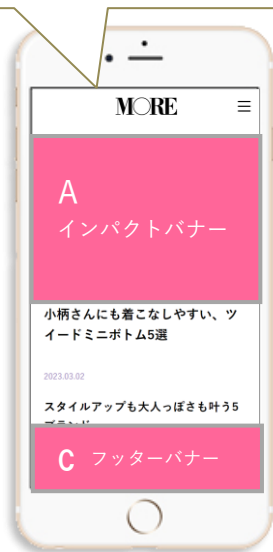 MORE
A
インパクトバナー
小柄さんにも着こなしやすい、ツ
イードミニボトム5選
2023.03.02
スタイルアップも大人っぽさも叶う5
C フッターバナー